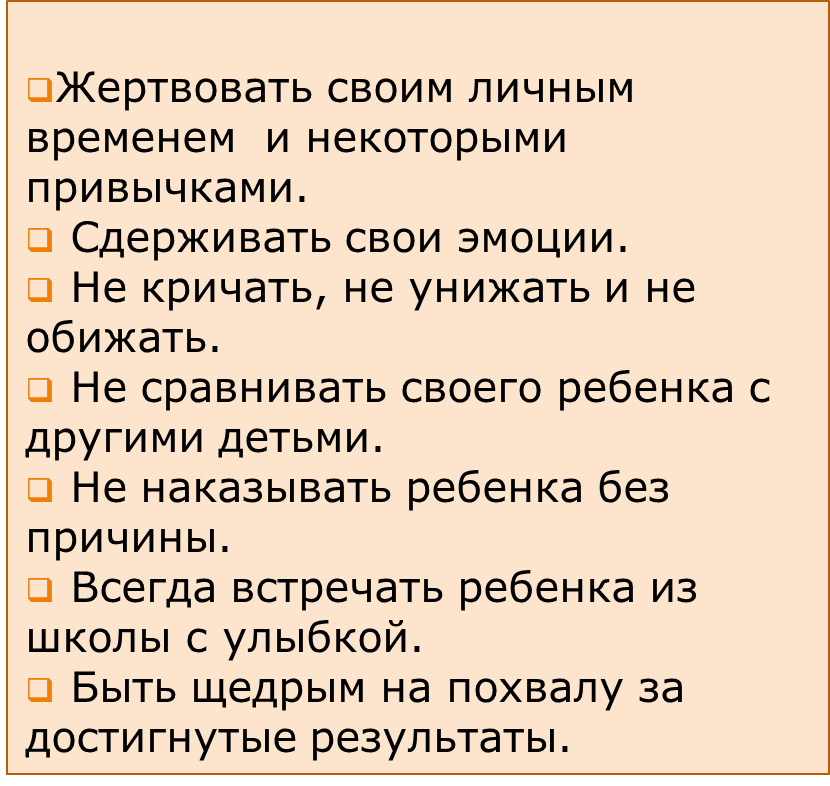 ❑Жертвовать своим личным
временем  и некоторыми
привычками.
❑ Сдерживать свои эмоции.
❑ Не кричать, не унижать и не
обижать.
❑ Не сравнивать своего ребенка с
другими детьми.
❑ Не наказывать ребенка без
причины.
❑ Всегда встречать ребенка из
школы с улыбкой.
❑ Быть щедрым на похвалу за
достигнутые результаты.